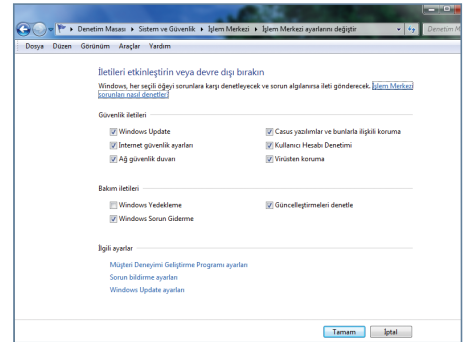 Denetim Masası ▸ Sistem ve Güvenlik ▸ İşlem Merkezi ▸ İşlem Merkezi ayarlarını değiştir
Denetim M
Dosya Düzen Görünüm Araçlar Yardım
İletileri etkinleştirin veya devre dışı bırakın
Windows, her seçili öğeyi sorunlara karşı denetleyecek ve sorun algılanırsa ileti gönderecek. İşlem Merkezi
sorunları nasıl denetler?
Güvenlik iletileri
Windows Update
Casus yazılımlar ve bunlarla ilişkili koruma
İnternet güvenlik ayarları
Kullanıcı Hesabı Denetimi
Ağ güvenlik duvarı
Virüsten koruma
Bakım iletileri
Windows Yedekleme
Güncelleştirmeleri denetle
Windows Sorun Giderme
İlgili ayarlar
Müşteri Deneyimi Geliştirme Programı ayarları
Sorun bildirme ayarları
Windows Update ayarları
Tamam İptal